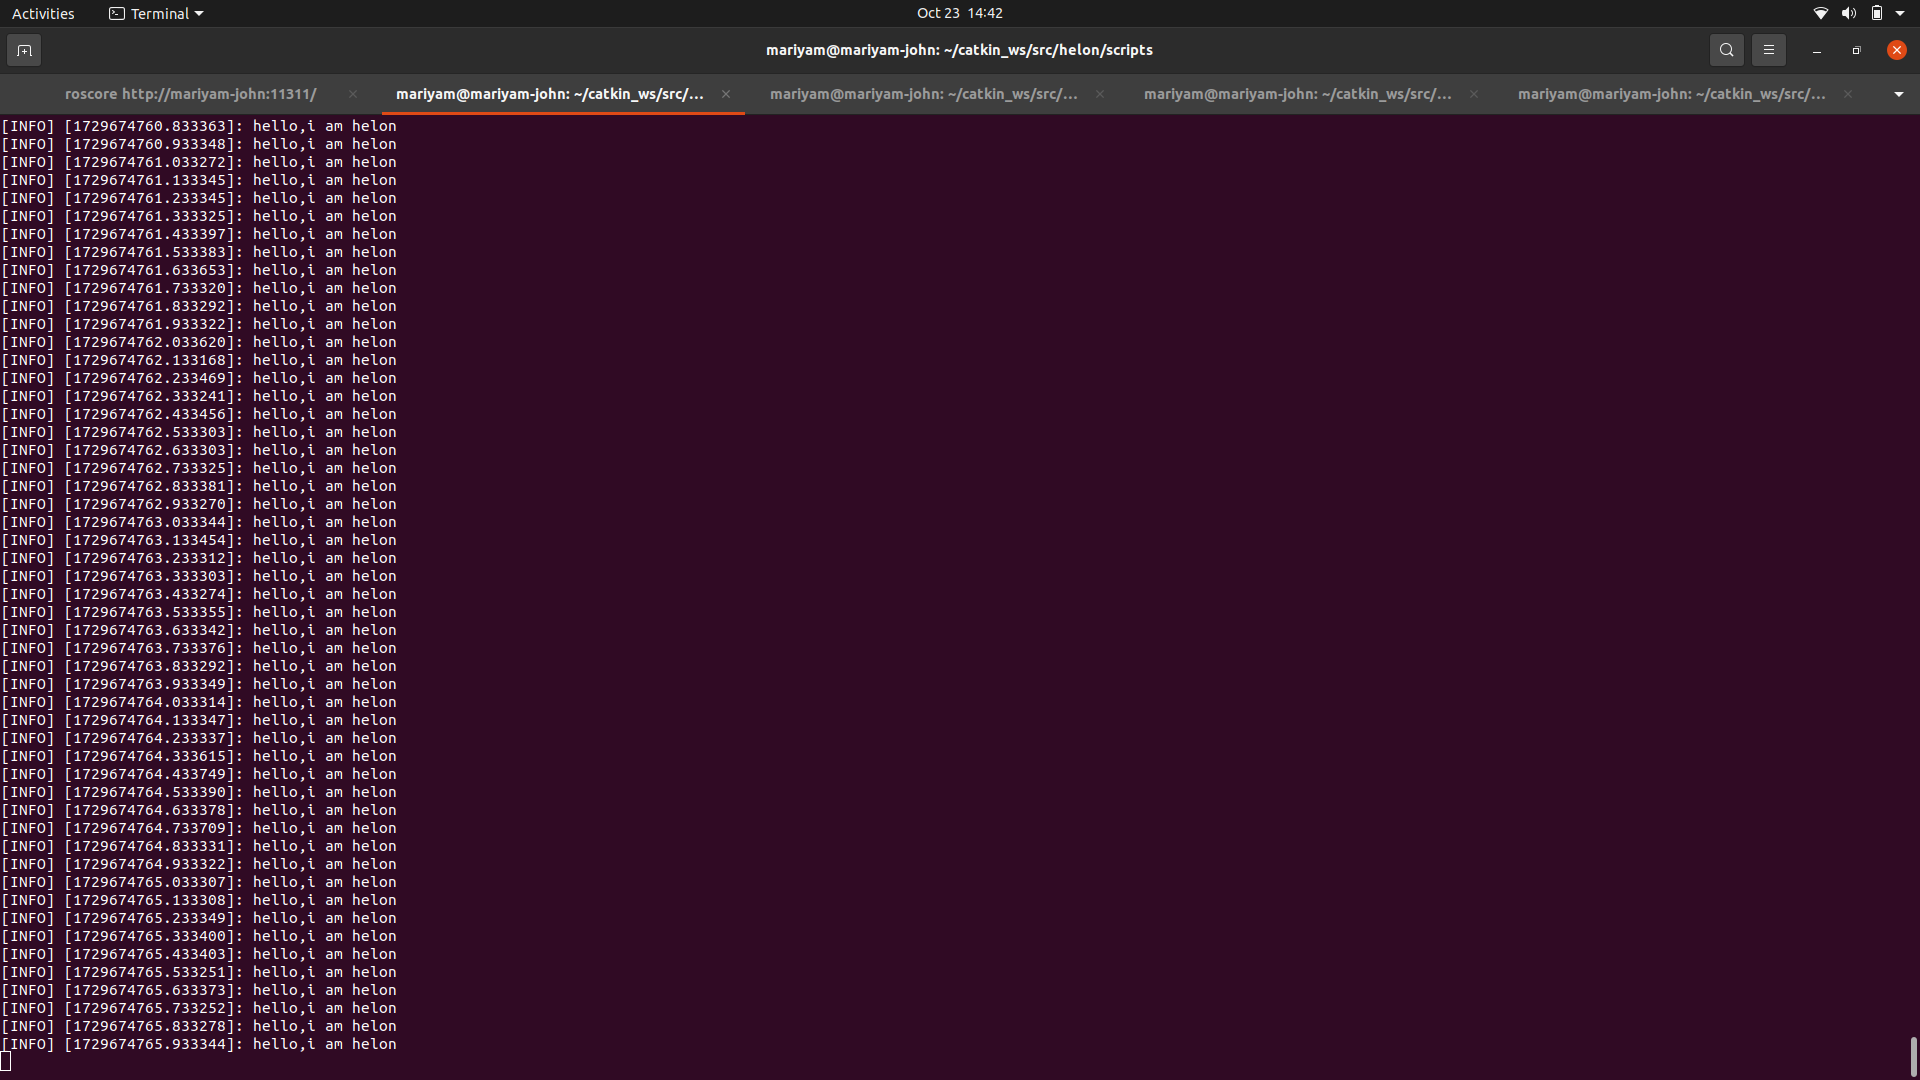 Activities Terminal Oct 23 14:42
mariyam@mariyam-john: ~/catkin_ws/src/helon/scripts
roscore http://mariyam-john:11311/ mariyam@mariyam-john: ~/catkin_ws/src/... mariyam@mariyam-john: ~/catkin_ws/src/... mariyam@mariyam-john: ~/catkin_ws/src/... mariyam@mariyam-john: ~/catkin_ws/src/...
[INFO] [1729674760.833363]: hello,i am helon
[INFO] [1729674760.933348]: hello,i am helon
[INFO] [1729674761.033272]: hello,i am helon
[INFO] [1729674761.133345]: hello,i am helon
[INFO] [1729674761.233345]: hello,i am helon
[INFO] [1729674761.333325]: hello,i am helon
[INFO] [1729674761.433397]: hello,i am helon
[INFO] [1729674761.533383]: hello,i am helon
[INFO] [1729674761.633653]: hello,i am helon
[INFO] [1729674761.733320]: hello,i am helon
[INFO] [1729674761.833292]: hello,i am helon
[INFO] [1729674761.933322]: hello,i am helon
[INFO] [1729674762.033620]: hello,i am helon
[INFO] [1729674762.133168]: hello,i am helon
[INFO] [1729674762.233469]: hello,i am helon
[INFO] [1729674762.333241]: hello,i am helon
[INFO] [1729674762.433456]: hello,i am helon
[INFO] [1729674762.533303]: hello,i am helon
[INFO] [1729674762.633303]: hello,i am helon
[INFO] [1729674762.733325]: hello,i am helon
[INFO] [1729674762.833381]: hello,i am helon
[INFO] [1729674762.933270]: hello,i am helon
[INFO] [1729674763.033344]: hello,i am helon
[INFO] [1729674763.133454]: hello,i am helon
[INFO] [1729674763.233312]: hello,i am helon
[INFO] [1729674763.333303]: hello,i am helon
[INFO] [1729674763.433274]: hello,i am helon
[INFO] [1729674763.533355]: hello,i am helon
[INFO] [1729674763.633342]: hello,i am helon
[INFO] [1729674763.733376]: hello,i am helon
[INFO] [1729674763.833292]: hello,i am helon
[INFO] [1729674763.933349]: hello,i am helon
[INFO] [1729674764.033314]: hello,i am helon
[INFO] [1729674764.133347]: hello,i am helon
[INFO] [1729674764.233337]: hello,i am helon
[INFO] [1729674764.333615]: hello,i am helon
[INFO] [1729674764.433749]: hello,i am helon
[INFO] [1729674764.533390]: hello,i am helon
[INFO] [1729674764.633378]: hello,i am helon
[INFO] [1729674764.733709]: hello,i am helon
[INFO] [1729674764.833331]: hello,i am helon
[INFO] [1729674764.933322]: hello,i am helon
[INFO] [1729674765.033307]: hello,i am helon
[INFO] [1729674765.133308]: hello,i am helon
[INFO] [1729674765.233349]: hello,i am helon
[INFO] [1729674765.333400]: hello,i am helon
[INFO] [1729674765.433403]: hello,i am helon
[INFO] [1729674765.533251]: hello,i am helon
[INFO] [1729674765.633373]: hello,i am helon
[INFO] [1729674765.733252]: hello,i am helon
[INFO] [1729674765.833278]: hello,i am helon
[INFO] [1729674765.933344]: hello,i am helon